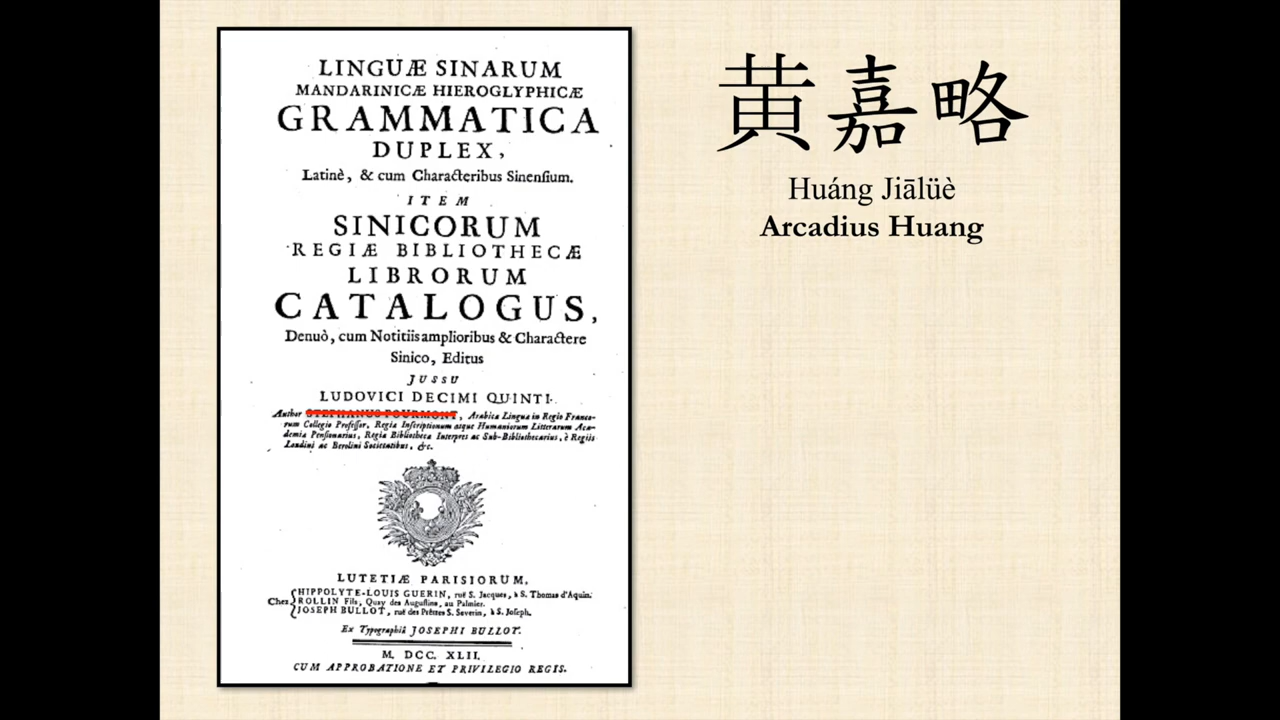 LINGUÆ SINARUM
MANDARINICÆ HIEROGLYPHICÆ
GRAMMATICA
DUPLEX,
Latinè, & cum Characteribus Sinensium.
ITEM
SINICORUM
REGIÆ BIBLIOTHECÆ
LIBRORUM
CATALOGUS,
Denuò, cum Notitiis amplioribus & Charactere
Sinico, Editus
JUSSU
LUDOVICI DECIMI QUINTI.
Author STEPHANUS FOURMONT, Arabicæ Linguæ in Regio Franco-
rum Collegio Professor, Regiæ Inscriptionum atque Humaniorum Litterarum Aca-
demiæ Pensionarius, Regiæ Bibliothecæ Interpres ac Sub-Bibliothecarius, è Regiis
Londini ac Berolini Societatibus, &c.
LUTETIÆ PARISIORUM,
Chez { HIPPOLYTE-LOUIS GUERIN, ruë S. Jacques, à S. Thomas d'Aquin.
ROLLIN Fils, Quay des Augustins, au Palmier.
JOSEPH BULLOT, ruë des Prêtres S. Severin, à S. Joseph.
Ex Typographiâ JOSEPHI BULLOT.
M. DCC. XLII.
CUM APPROBATIONE ET PRIVILEGIO REGIS.
黄嘉略
Huáng Jiālüè
Arcadius Huang